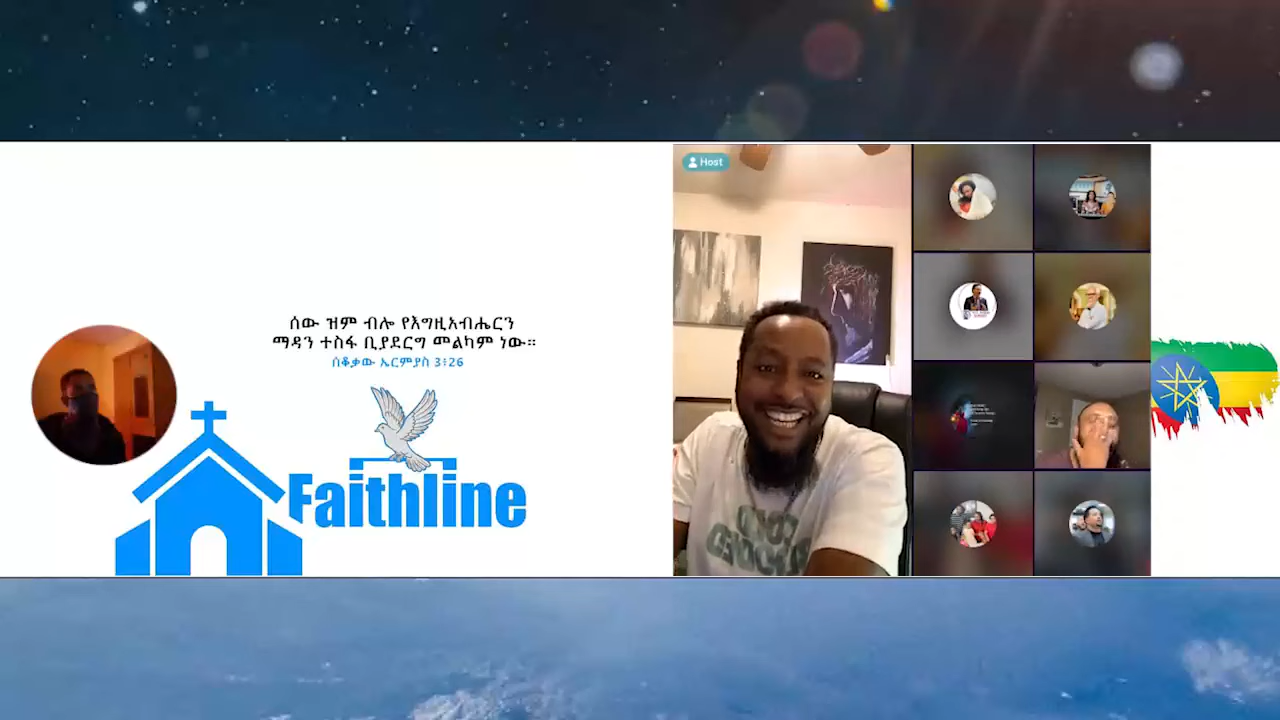 Host
ሰው ዝም ብሎ የእግዚአብሔርን
ማዳን ተስፋ ቢያደርግ መልካም ነው።
ሰቆቃው ኤርምያስ 3፥26
Faithline